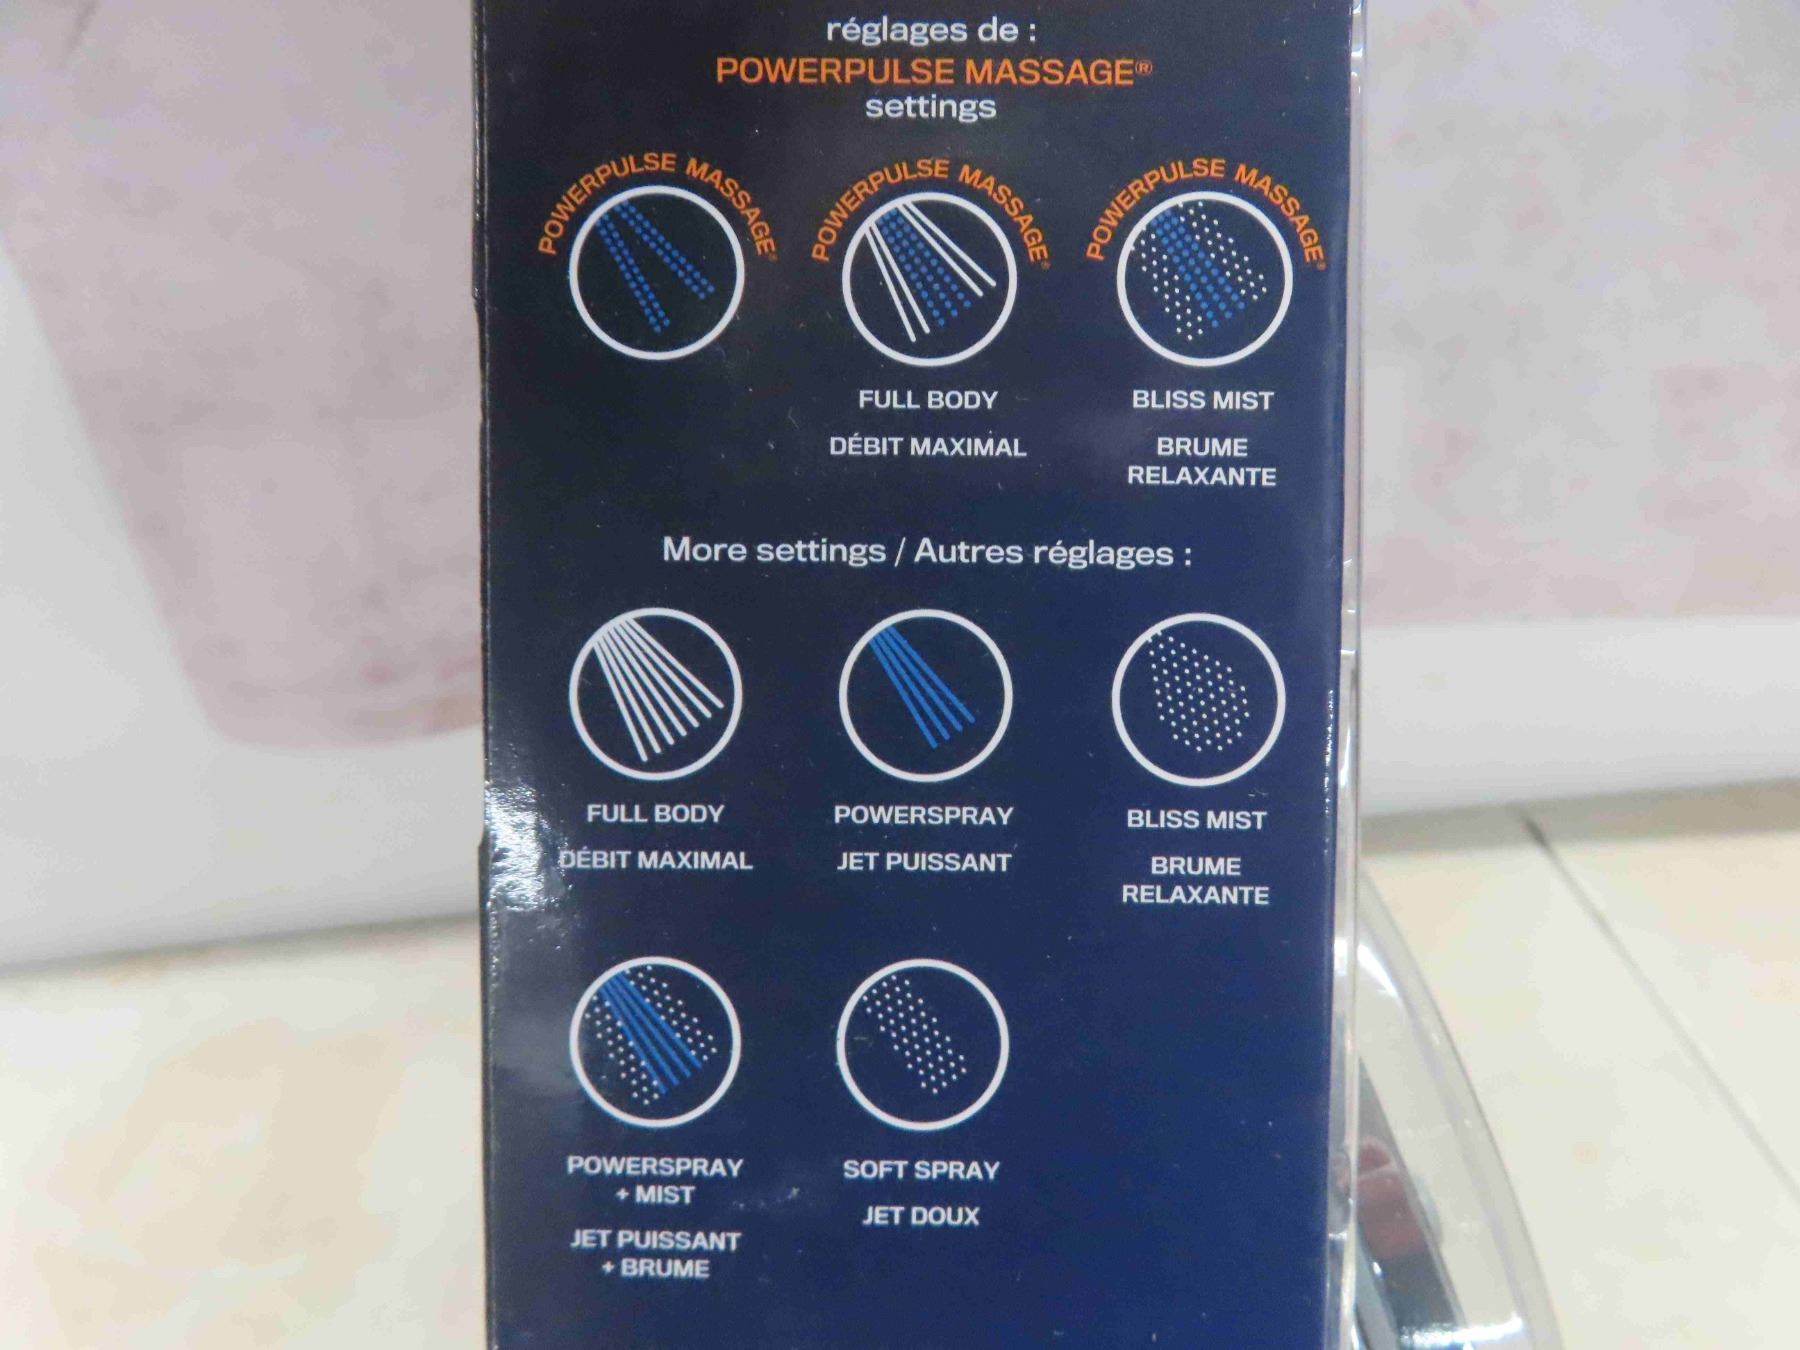 réglages de :
POWERPULSE MASSAGE®
settings
POWERPULSE MASSAGE®
POWERPULSE MASSAGE®
POWERPULSE MASSAGE®
FULL BODY
DÉBIT MAXIMAL
BLISS MIST
BRUME
RELAXANTE
More settings / Autres réglages :
FULL BODY
DÉBIT MAXIMAL
POWERSPRAY
JET PUISSANT
BLISS MIST
BRUME
RELAXANTE
POWERSPRAY
+ MIST
JET PUISSANT
+ BRUME
SOFT SPRAY
JET DOUX